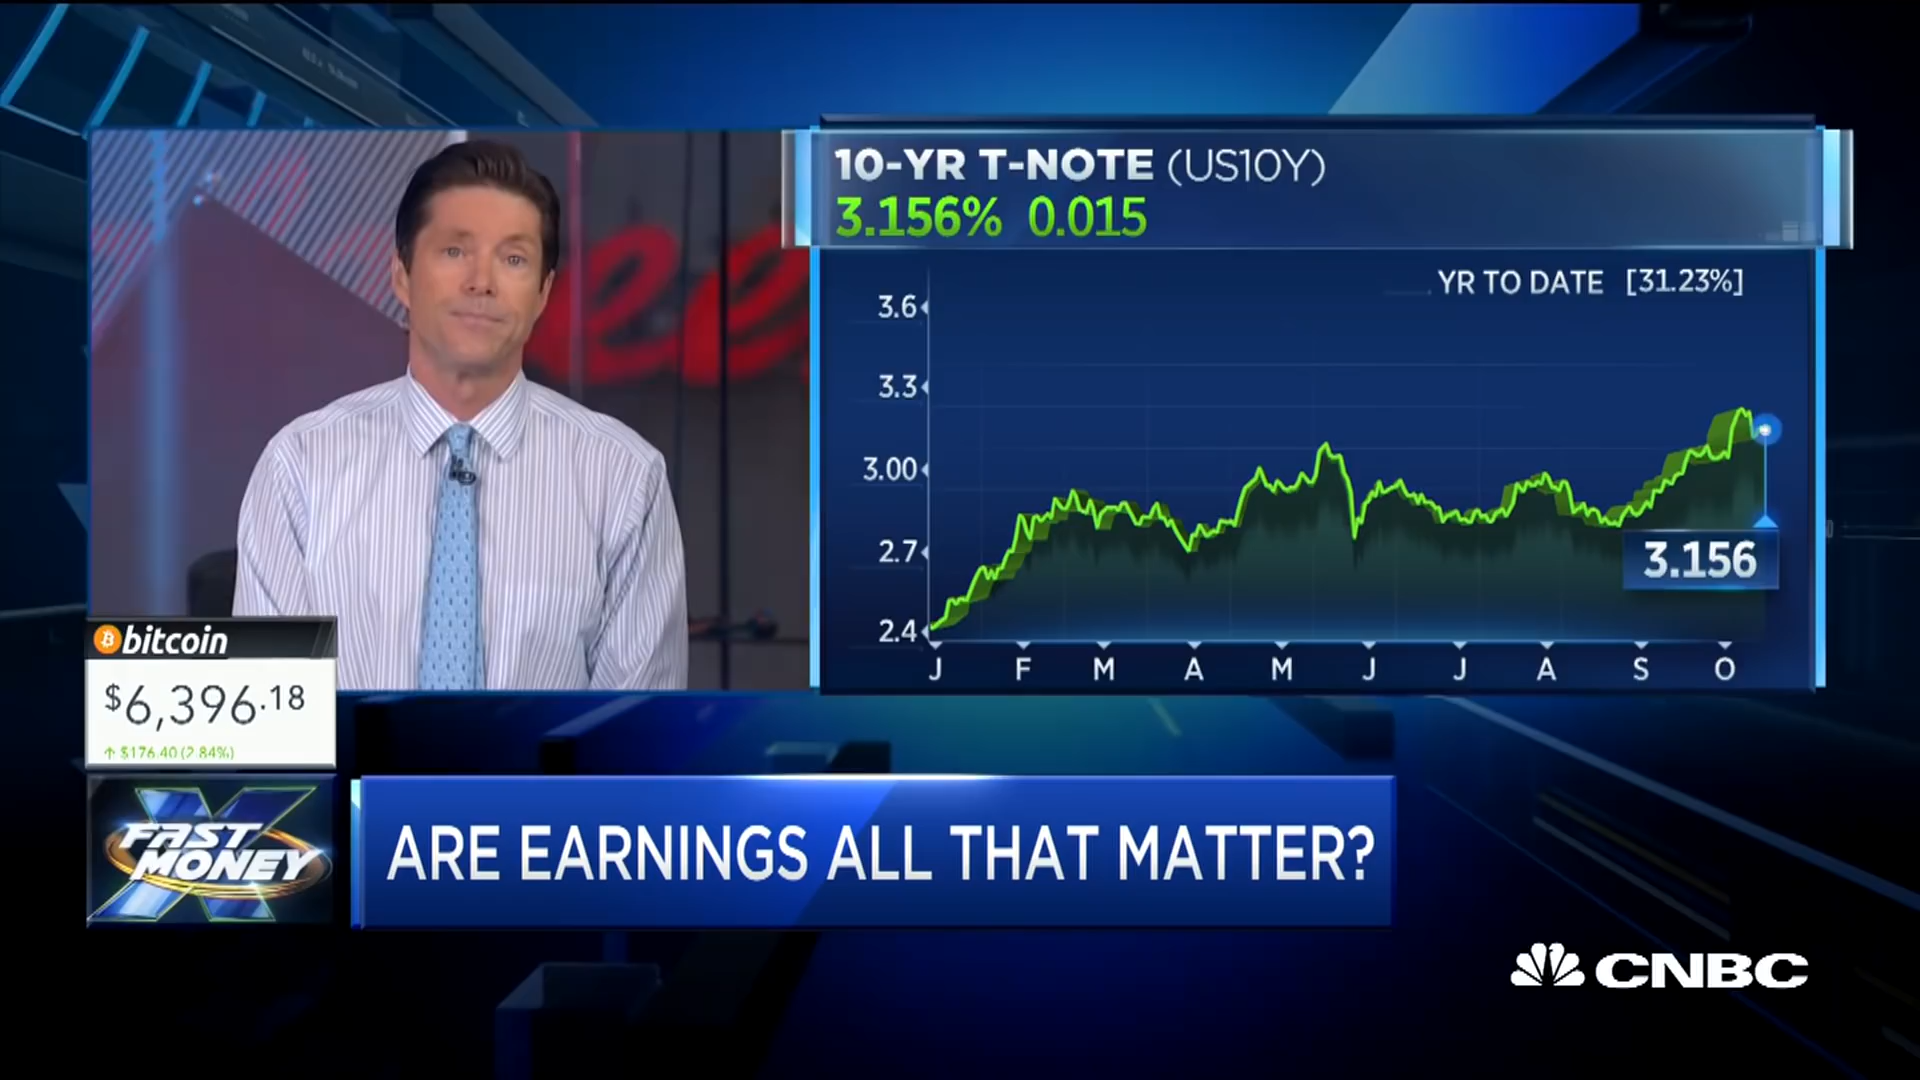 10-YR T-NOTE (US10Y)
3.156% 0.015
YR TO DATE [31.23%]
3.6
3.3
3.00
2.7
2.4
J F M A M J J A S O
3.156
bitcoin
$6,396.18
↑ $176.40 (2.84%)
FAST MONEY
ARE EARNINGS ALL THAT MATTER?
CNBC